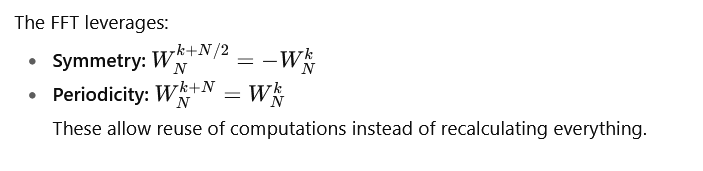 The FFT leverages:
• Symmetry: $W_N^{k+N/2} = -W_N^k$
• Periodicity: $W_N^{k+N} = W_N^k$
These allow reuse of computations instead of recalculating everything.